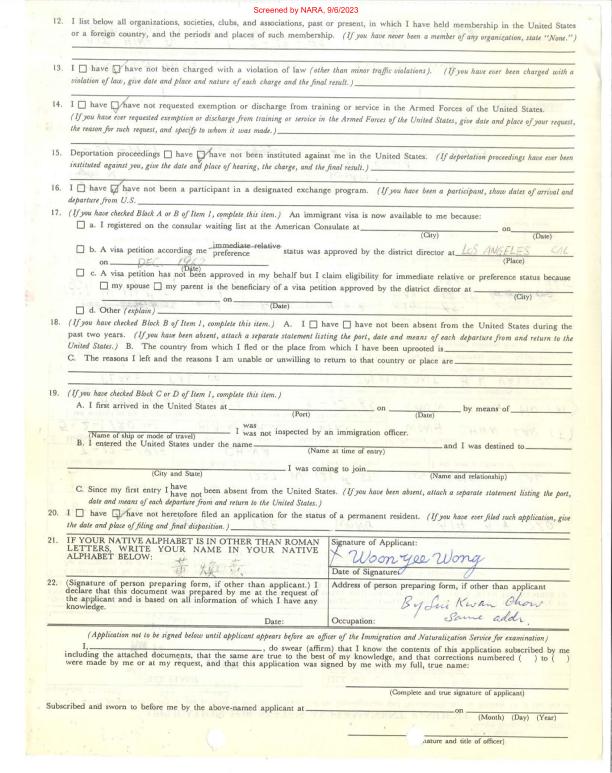 Screened by NARA, 9/6/2023
12. I list below all organizations, societies, clubs, and associations, past or present, in which I have held membership in the United States
or a foreign country, and the periods and places of such membership. (If you have never been a member of any organization, state "None.")
13. I ☐ have ☑ have not been charged with a violation of law (other than minor traffic violations). (If you have ever been charged with a
violation of law, give date and place and nature of each charge and the final result.)
14. I ☐ have ☑ have not requested exemption or discharge from training or service in the Armed Forces of the United States.
(If you have ever requested exemption or discharge from training or service in the Armed Forces of the United States, give date and place of your request,
the reason for such request, and specify to whom it was made.)
15. Deportation proceedings ☐ have ☑ have not been instituted against me in the United States. (If deportation proceedings have ever been
instituted against you, give the date and place of hearing, the charge, and the final result.)
16. I ☐ have ☑ have not been a participant in a designated exchange program. (If you have been a participant, show dates of arrival and
departure from U.S.
17. (If you have checked Block A or B of Item 1, complete this item.) An immigrant visa is now available to me because:
☐ a. I registered on the consular waiting list at the American Consulate at on
(City) (Date)
☐ b. A visa petition according me immediate relative preference status was approved by the district director at LOS ANGELES CAL
on DEC. 1962
(Date) (Place)
☐ c. A visa petition has not been approved in my behalf but I claim eligibility for immediate relative or preference status because
☐ my spouse ☐ my parent is the beneficiary of a visa petition approved by the district director at
(City)
on
(Date)
☐ d. Other (explain)
18. (If you have checked Block B of Item 1, complete this item.) A. I ☐ have ☐ have not been absent from the United States during the
past two years. (If you have been absent, attach a separate statement listing the port, date and means of each departure from and return to the
United States.) B. The country from which I fled or the place from which I have been uprooted is
C. The reasons I left and the reasons I am unable or unwilling to return to that country or place are
19. (If you have checked Block C or D of Item 1, complete this item.)
A. I first arrived in the United States at on by means of
(Port) (Date)
I was
was not inspected by an immigration officer.
(Name of ship or mode of travel)
B. I entered the United States under the name and I was destined to
(Name at time of entry)
I was coming to join
(City and State) (Name and relationship)
C. Since my first entry I have
have not been absent from the United States. (If you have been absent, attach a separate statement listing the port,
date and means of each departure from and return to the United States.)
20. I ☐ have ☑ have not heretofore filed an application for the status of a permanent resident. (If you have ever filed such application, give
the date and place of filing and final disposition.)
21. IF YOUR NATIVE ALPHABET IS IN OTHER THAN ROMAN
LETTERS, WRITE YOUR NAME IN YOUR NATIVE
ALPHABET BELOW:
黃
Signature of Applicant:
X Woon Yee Wong
Date of Signature:
22. (Signature of person preparing form, if other than applicant.) I
declare that this document was prepared by me at the request of
the applicant and is based on all information of which I have any
knowledge.
Date:
Address of person preparing form, if other than applicant
By Sui Kwan Chow
Same addr.
Occupation:
(Application not to be signed below until applicant appears before an officer of the Immigration and Naturalization Service for examination)
I, , do swear (affirm) that I know the contents of this application subscribed by me
including the attached documents, that the same are true to the best of my knowledge, and that corrections numbered ( ) to ( )
were made by me or at my request, and that this application was signed by me with my full, true name:
(Complete and true signature of applicant)
Subscribed and sworn to before me by the above-named applicant at on
(Month) (Day) (Year)
nature and title of officer)